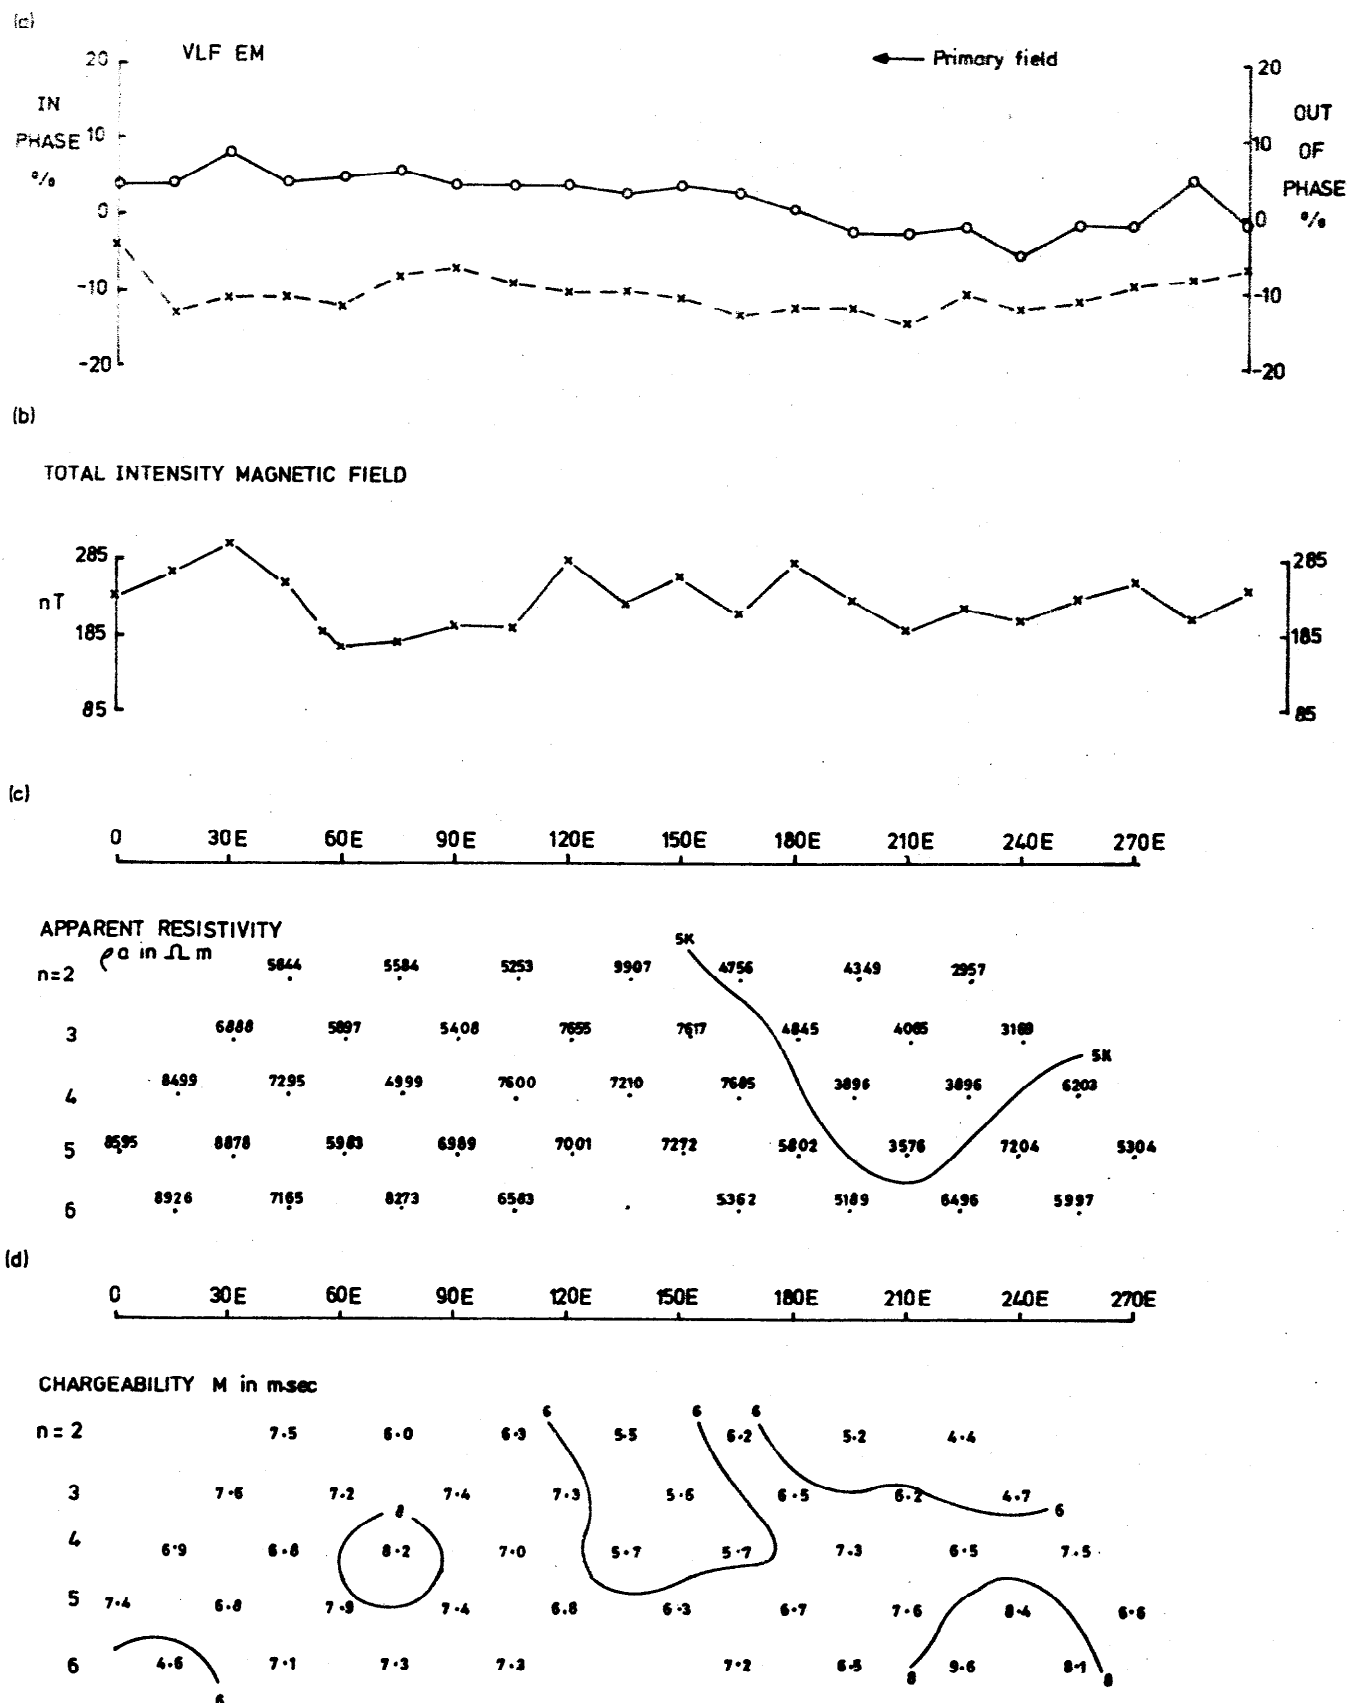 (a)
VLF EM
← Primary field
20 20
IN OUT
PHASE 10 10 OF
% PHASE
0 0 %
-10 -10
-20 -20
(b)
TOTAL INTENSITY MAGNETIC FIELD
285 285
nT
185 185
85 85
(c)
0 30E 60E 90E 120E 150E 180E 210E 240E 270E
APPARENT RESISTIVITY
ρa in Ω m
5K
n=2 5844 5584 5253 9907 4756 4349 2957
3 6888 5897 5408 7655 7617 4845 4065 3169
5K
4 8499 7295 4999 7600 7210 7685 3896 3896 6203
5 8595 8878 5983 6989 7001 7272 5802 3576 7204 5304
6 8926 7165 8273 6583 5362 5189 6496 5997
(d)
0 30E 60E 90E 120E 150E 180E 210E 240E 270E
CHARGEABILITY M in m.sec
6 6 6
n=2 7.5 6.0 6.3 5.5 6.2 5.2 4.4
3 7.6 7.2 7.4 7.3 5.6 6.5 6.2 4.7
8 6
4 6.9 6.8 8.2 7.0 5.7 5.7 7.3 6.5 7.5
5 7.4 6.8 7.9 7.4 6.8 6.3 6.7 7.6 8.4 6.6
6 4.6 7.1 7.3 7.3 7.2 6.5 9.6 8.1
8 8
6